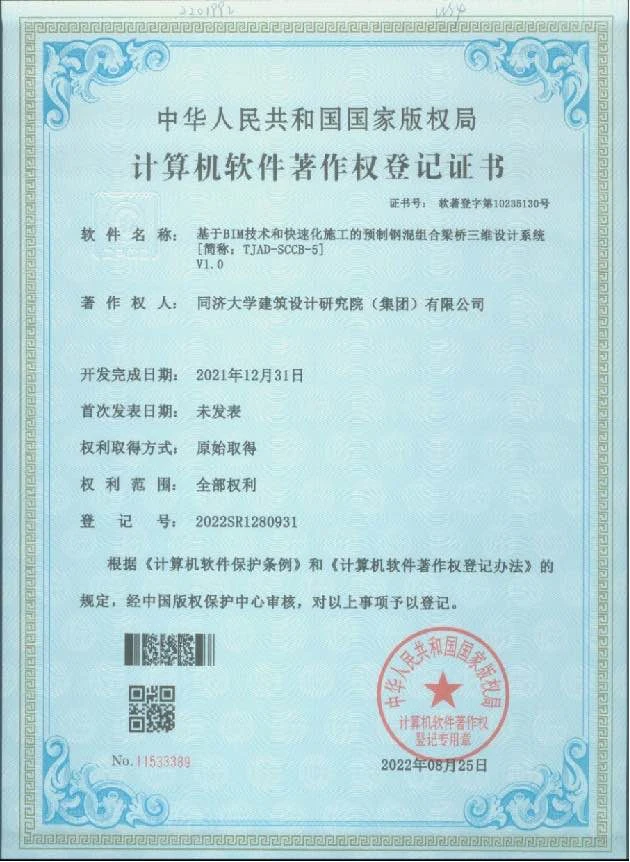 2201992
中华人民共和国国家版权局
计算机软件著作权登记证书
证书号： 软著登字第10235130号
软件名称： 基于BIM技术和快速化施工的预制钢混组合梁桥三维设计系统
[简称：TJAD-SCCB-5]
V1.0
著作权人： 同济大学建筑设计研究院（集团）有限公司
开发完成日期： 2021年12月31日
首次发表日期： 未发表
权利取得方式： 原始取得
权利范围： 全部权利
登记号： 2022SR1280931
根据《计算机软件保护条例》和《计算机软件著作权登记办法》的
规定，经中国版权保护中心审核，对以上事项予以登记。
中华人民共和国国家版权局
计算机软件著作权
登记专用章
No. 11533389
2022年08月25日